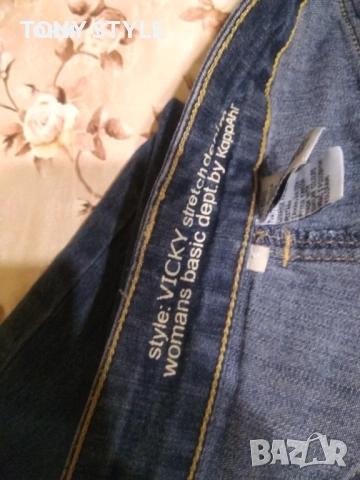 TONY STYLE
style: VICKY stretch denim
womans basic dept.by KappAhl
BAZAR